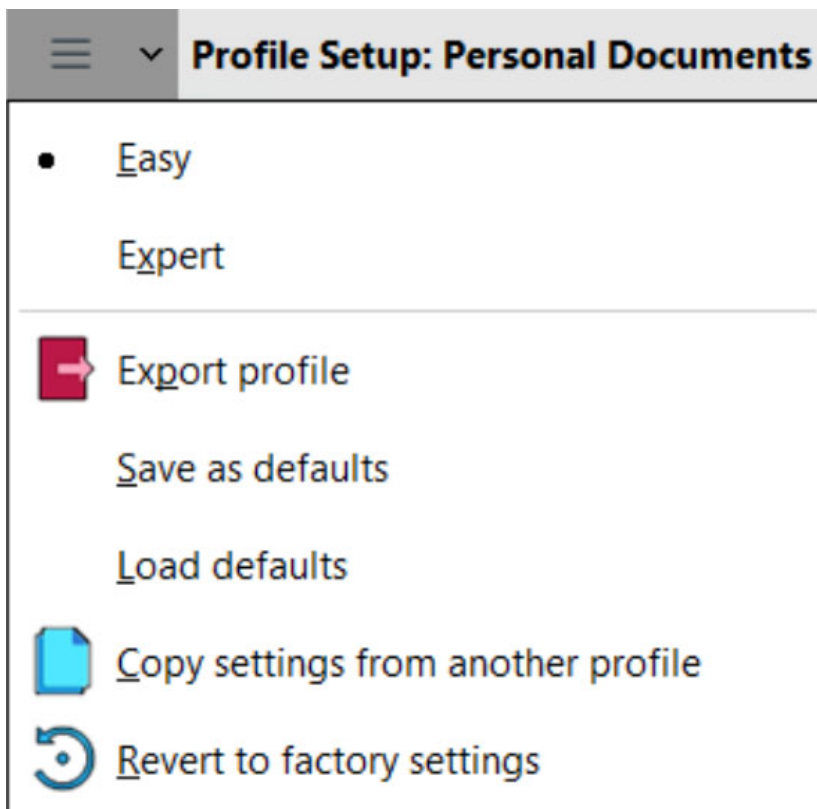 Profile Setup: Personal Documents
Easy
Expert
Export profile
Save as defaults
Load defaults
Copy settings from another profile
Revert to factory settings